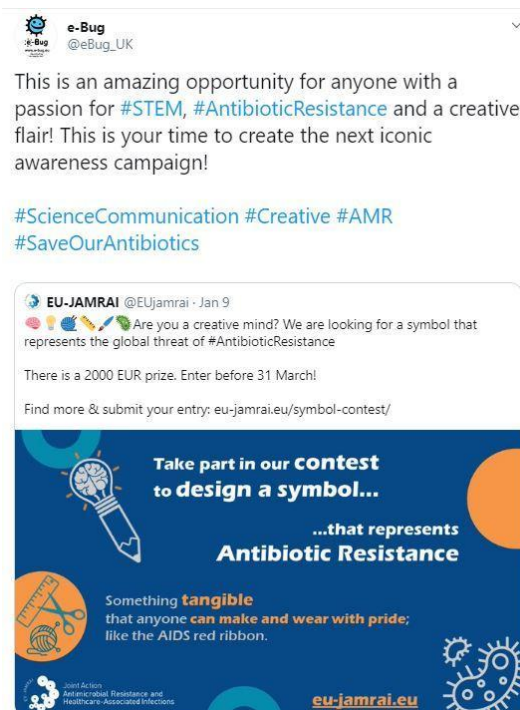 e-Bug
@eBug_UK
This is an amazing opportunity for anyone with a
passion for #STEM, #AntibioticResistance and a creative
flair! This is your time to create the next iconic
awareness campaign!
#ScienceCommunication #Creative #AMR
#SaveOurAntibiotics
EU-JAMRAI @EUjamrai · Jan 9
Are you a creative mind? We are looking for a symbol that
represents the global threat of #AntibioticResistance
There is a 2000 EUR prize. Enter before 31 March!
Find more & submit your entry: eu-jamrai.eu/symbol-contest/
Take part in our contest
to design a symbol...
...that represents
Antibiotic Resistance
Something tangible
that anyone can make and wear with pride;
like the AIDS red ribbon.
Joint Action
Antimicrobial Resistance and
Healthcare-Associated Infections
eu-jamrai.eu